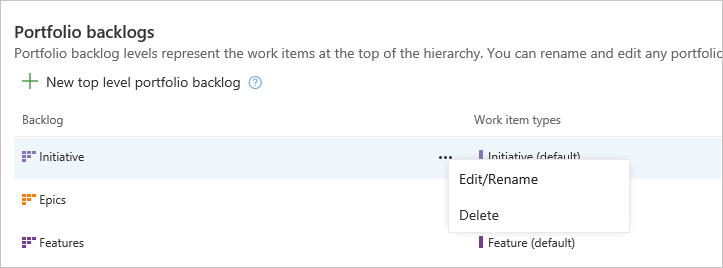 Portfolio backlogs
Portfolio backlog levels represent the work items at the top of the hierarchy. You can rename and edit any portfolio
New top level portfolio backlog ?
Backlog Work item types
Initiative ••• Initiative (default)
Edit/Rename
Epics
Delete
Features Feature (default)